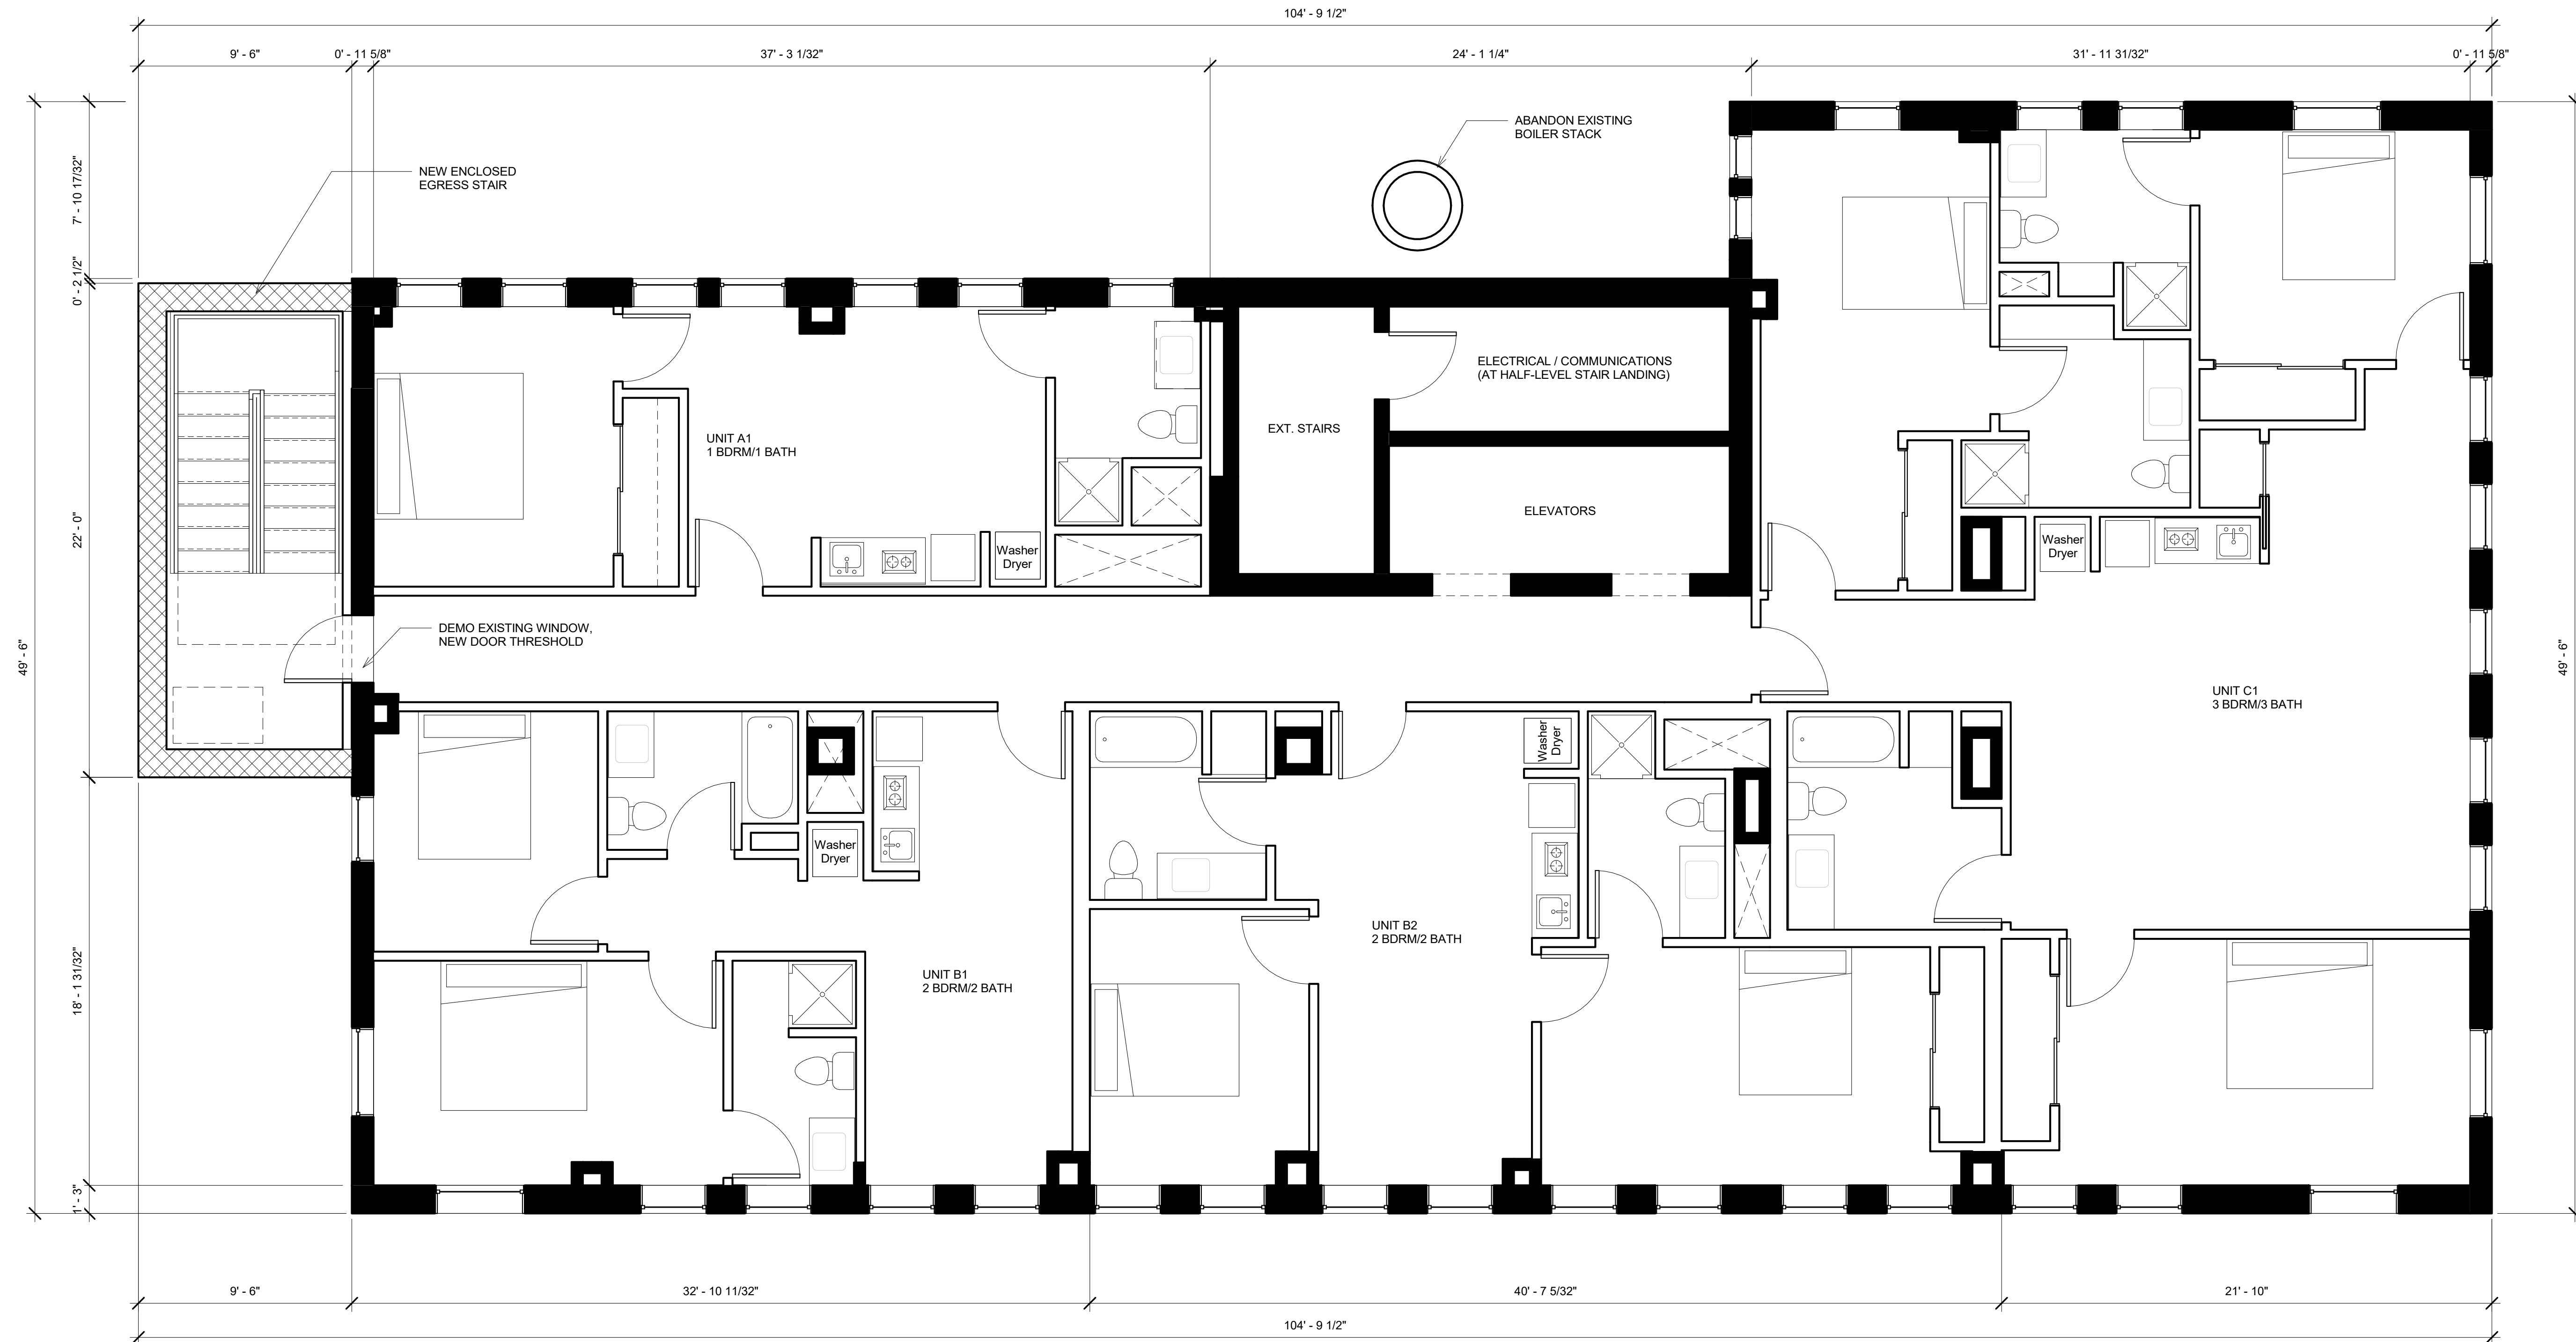 104' - 9 1/2"
9' - 6"
0' - 11 5/8"
37' - 3 1/32"
24' - 1 1/4"
31' - 11 31/32"
0' - 11 5/8"
ABANDON EXISTING
BOILER STACK
NEW ENCLOSED
EGRESS STAIR
7' - 10 17/32"
0' - 2 1/2"
22' - 0"
49' - 6"
18' - 1 31/32"
1' - 3"
UNIT A1
1 BDRM/1 BATH
Washer
Dryer
EXT. STAIRS
ELECTRICAL / COMMUNICATIONS
(AT HALF-LEVEL STAIR LANDING)
ELEVATORS
Washer
Dryer
DEMO EXISTING WINDOW,
NEW DOOR THRESHOLD
49' - 6"
UNIT C1
3 BDRM/3 BATH
Washer
Dryer
Washer
Dryer
UNIT B2
2 BDRM/2 BATH
UNIT B1
2 BDRM/2 BATH
9' - 6"
32' - 10 11/32"
40' - 7 5/32"
21' - 10"
104' - 9 1/2"